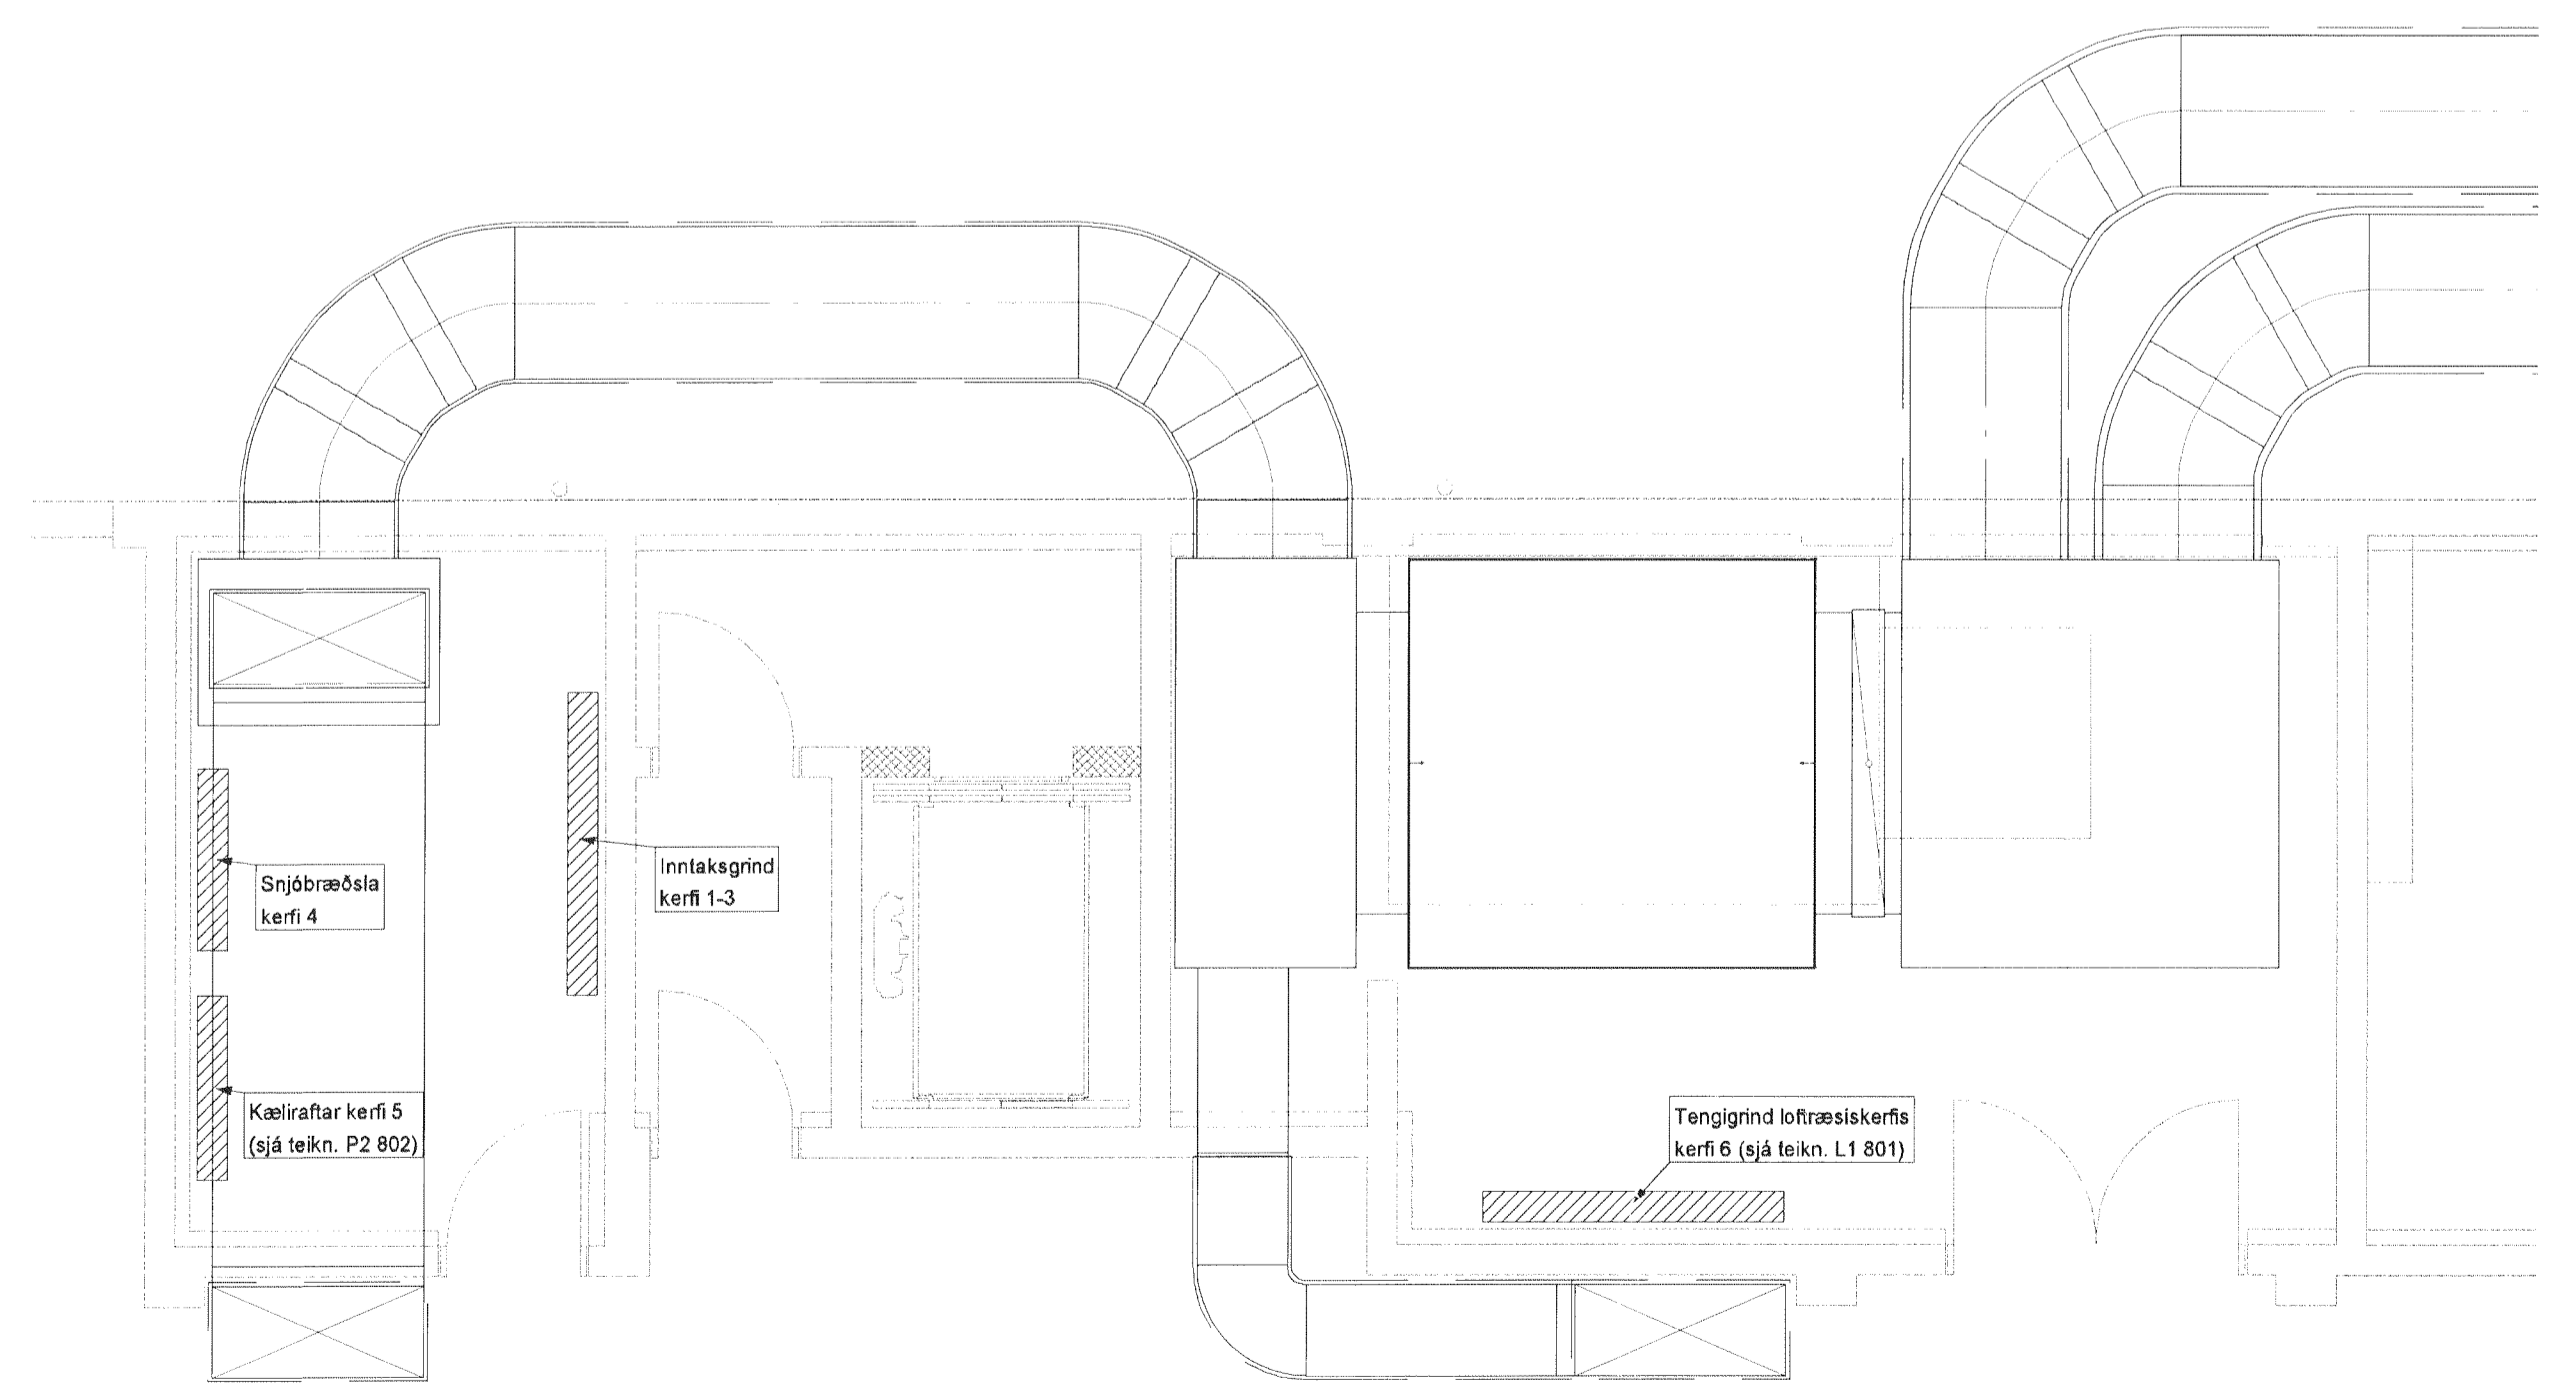 Snjóbræðsla
kerfi 4
Inntaksgrind
kerfi 1-3
Kæliraftar kerfi 5
(sjá teikn. P2 802)
Tengigrind loftræsiskerfis
kerfi 6 (sjá teikn. L1 801)